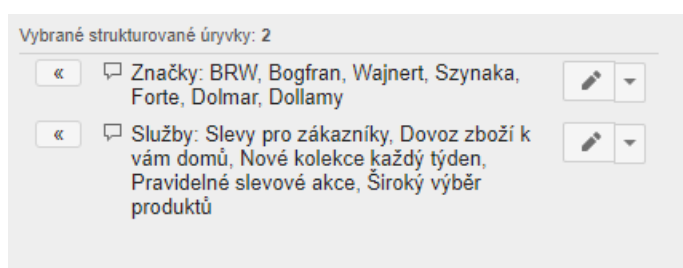 Vybrané strukturované úryvky: 2
« Značky: BRW, Bogfran, Wajnert, Szynaka,
Forte, Dolmar, Dollamy
« Služby: Slevy pro zákazníky, Dovoz zboží k
vám domů, Nové kolekce každý týden,
Pravidelné slevové akce, Široký výběr
produktů